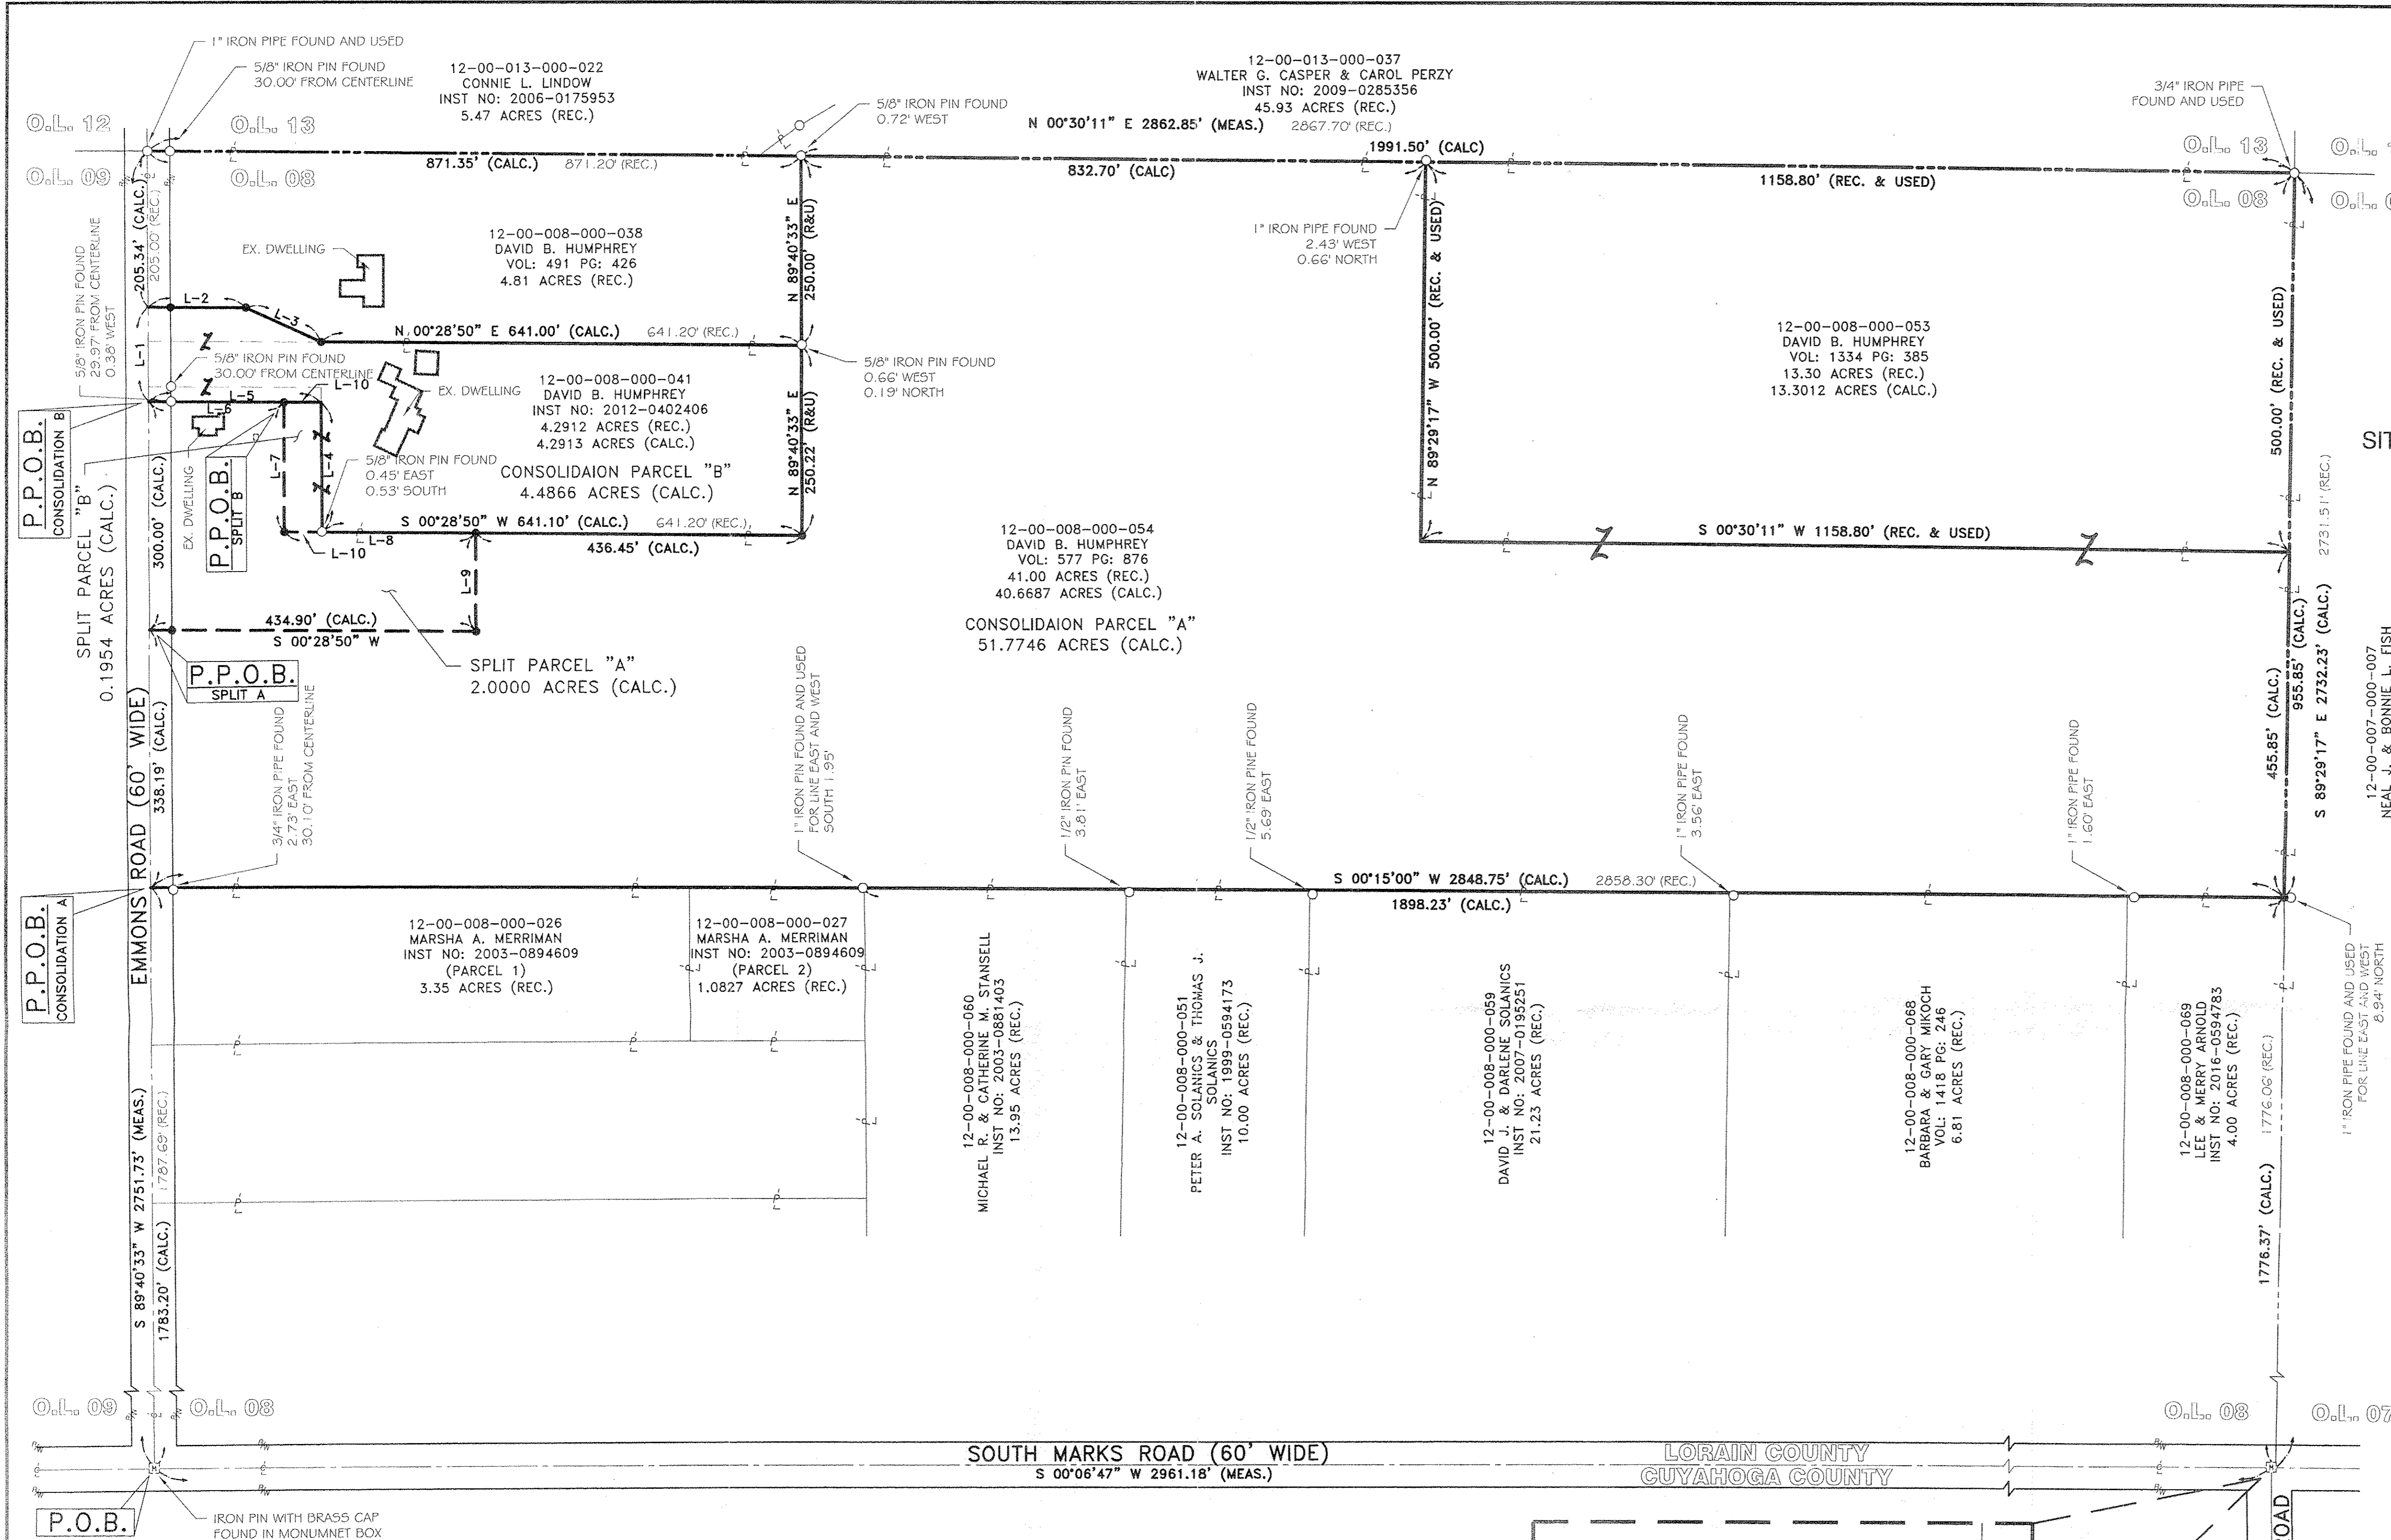 1" IRON PIPE FOUND AND USED
5/8" IRON PIN FOUND
30.00' FROM CENTERLINE
12-00-013-000-022
CONNIE L. LINDOW
INST NO: 2006-0175953
5.47 ACRES (REC.)
5/8" IRON PIN FOUND
0.72' WEST
12-00-013-000-037
WALTER G. CASPER & CAROL PERZY
INST NO: 2009-0285356
45.93 ACRES (REC.)
N 00°30'11" E 2862.85' (MEAS.) 2867.70' (REC.)
3/4" IRON PIPE
FOUND AND USED
O.L. 12
O.L. 13
O.L. 09
O.L. 08
O.L. 13
O.L.
O.L. 08
O.L.
871.35' (CALC.) 871.20' (REC.)
832.70' (CALC)
1991.50' (CALC)
1158.80' (REC. & USED)
205.34' (CALC.)
205.00' (REC.)
5/8" IRON PIN FOUND
29.97' FROM CENTERLINE
0.38' WEST
EX. DWELLING
12-00-008-000-038
DAVID B. HUMPHREY
VOL: 491 PG: 426
4.81 ACRES (REC.)
N 89°40'33" E
250.00' (R&U)
1" IRON PIPE FOUND
2.43' WEST
0.66' NORTH
N 89°29'17" W 500.00' (REC. & USED)
500.00' (REC. & USED)
12-00-008-000-053
DAVID B. HUMPHREY
VOL: 1334 PG: 385
13.30 ACRES (REC.)
13.3012 ACRES (CALC.)
L-2
L-3
L-1
N 00°28'50" E 641.00' (CALC.) 641.20' (REC.)
5/8" IRON PIN FOUND
30.00' FROM CENTERLINE
L-10
L-5
L-6
EX. DWELLING
12-00-008-000-041
DAVID B. HUMPHREY
INST NO: 2012-0402406
4.2912 ACRES (REC.)
4.2913 ACRES (CALC.)
5/8" IRON PIN FOUND
0.66' WEST
0.19' NORTH
N 89°40'33" E
250.22' (R&U)
CONSOLIDAION PARCEL "B"
4.4866 ACRES (CALC.)
P.P.O.B.
CONSOLIDATION B
SPLIT PARCEL "B"
0.1954 ACRES (CALC.)
300.00' (CALC.)
EX. DWELLING
P.P.O.B.
SPLIT B
L-7
L-4
5/8" IRON PIN FOUND
0.45' EAST
0.53' SOUTH
S 00°28'50" W 641.10' (CALC.) 641.20' (REC.)
L-10
L-8
436.45' (CALC.)
L-9
434.90' (CALC.)
S 00°28'50" W
SPLIT PARCEL "A"
2.0000 ACRES (CALC.)
P.P.O.B.
SPLIT A
12-00-008-000-054
DAVID B. HUMPHREY
VOL: 577 PG: 876
41.00 ACRES (REC.)
40.6687 ACRES (CALC.)
CONSOLIDAION PARCEL "A"
51.7746 ACRES (CALC.)
S 00°30'11" W 1158.80' (REC. & USED)
SIT
2731.51' (REC.)
455.85' (CALC.)
955.85' (CALC.)
S 89°29'17" E 2732.23' (CALC.)
12-00-007-000-007
NEAL J. & BONNIE L. FISH
EMMONS ROAD (60' WIDE)
338.19' (CALC.)
3/4" IRON PIPE FOUND
2.73' EAST
30.10' FROM CENTERLINE
1" IRON PIN FOUND AND USED
FOR LINE EAST AND WEST
SOUTH 1.95'
1/2" IRON PIN FOUND
3.81' EAST
1/2" IRON PINE FOUND
5.69' EAST
1" IRON PIPE FOUND
3.56' EAST
1" IRON PIPE FOUND
1.60' EAST
S 00°15'00" W 2848.75' (CALC.) 2858.30' (REC.)
1898.23' (CALC.)
P.P.O.B.
CONSOLIDATION A
12-00-008-000-026
MARSHA A. MERRIMAN
INST NO: 2003-0894609
(PARCEL 1)
3.35 ACRES (REC.)
12-00-008-000-027
MARSHA A. MERRIMAN
INST NO: 2003-0894609
(PARCEL 2)
1.0827 ACRES (REC.)
12-00-008-000-060
MICHAEL R. & CATHERINE M. STANSELL
INST NO: 2003-0881403
13.95 ACRES (REC.)
12-00-008-000-051
PETER A. SOLANICS & THOMAS J.
SOLANICS
INST NO: 1999-0594173
10.00 ACRES (REC.)
12-00-008-000-059
DAVID J. & DARLENE SOLANICS
INST NO: 2007-0195251
21.23 ACRES (REC.)
12-00-008-000-068
BARBARA & GARY MIKOCH
VOL: 1418 PG: 246
6.81 ACRES (REC.)
12-00-008-000-069
LEE & MERRY ARNOLD
INST NO: 2016-0594783
4.00 ACRES (REC.)
1776.06' (REC.)
1776.37' (CALC.)
1" IRON PIPE FOUND AND USED
FOR LINE EAST AND WEST
8.94' NORTH
S 89°40'33" W 2751.73' (MEAS.)
1783.20' (CALC.) 1787.69' (REC.)
O.L. 09
O.L. 08
O.L. 08
O.L. 07
SOUTH MARKS ROAD (60' WIDE)
S 00°06'47" W 2961.18' (MEAS.)
LORAIN COUNTY
CUYAHOGA COUNTY
P.O.B.
IRON PIN WITH BRASS CAP
FOUND IN MONUMNET BOX
OAD